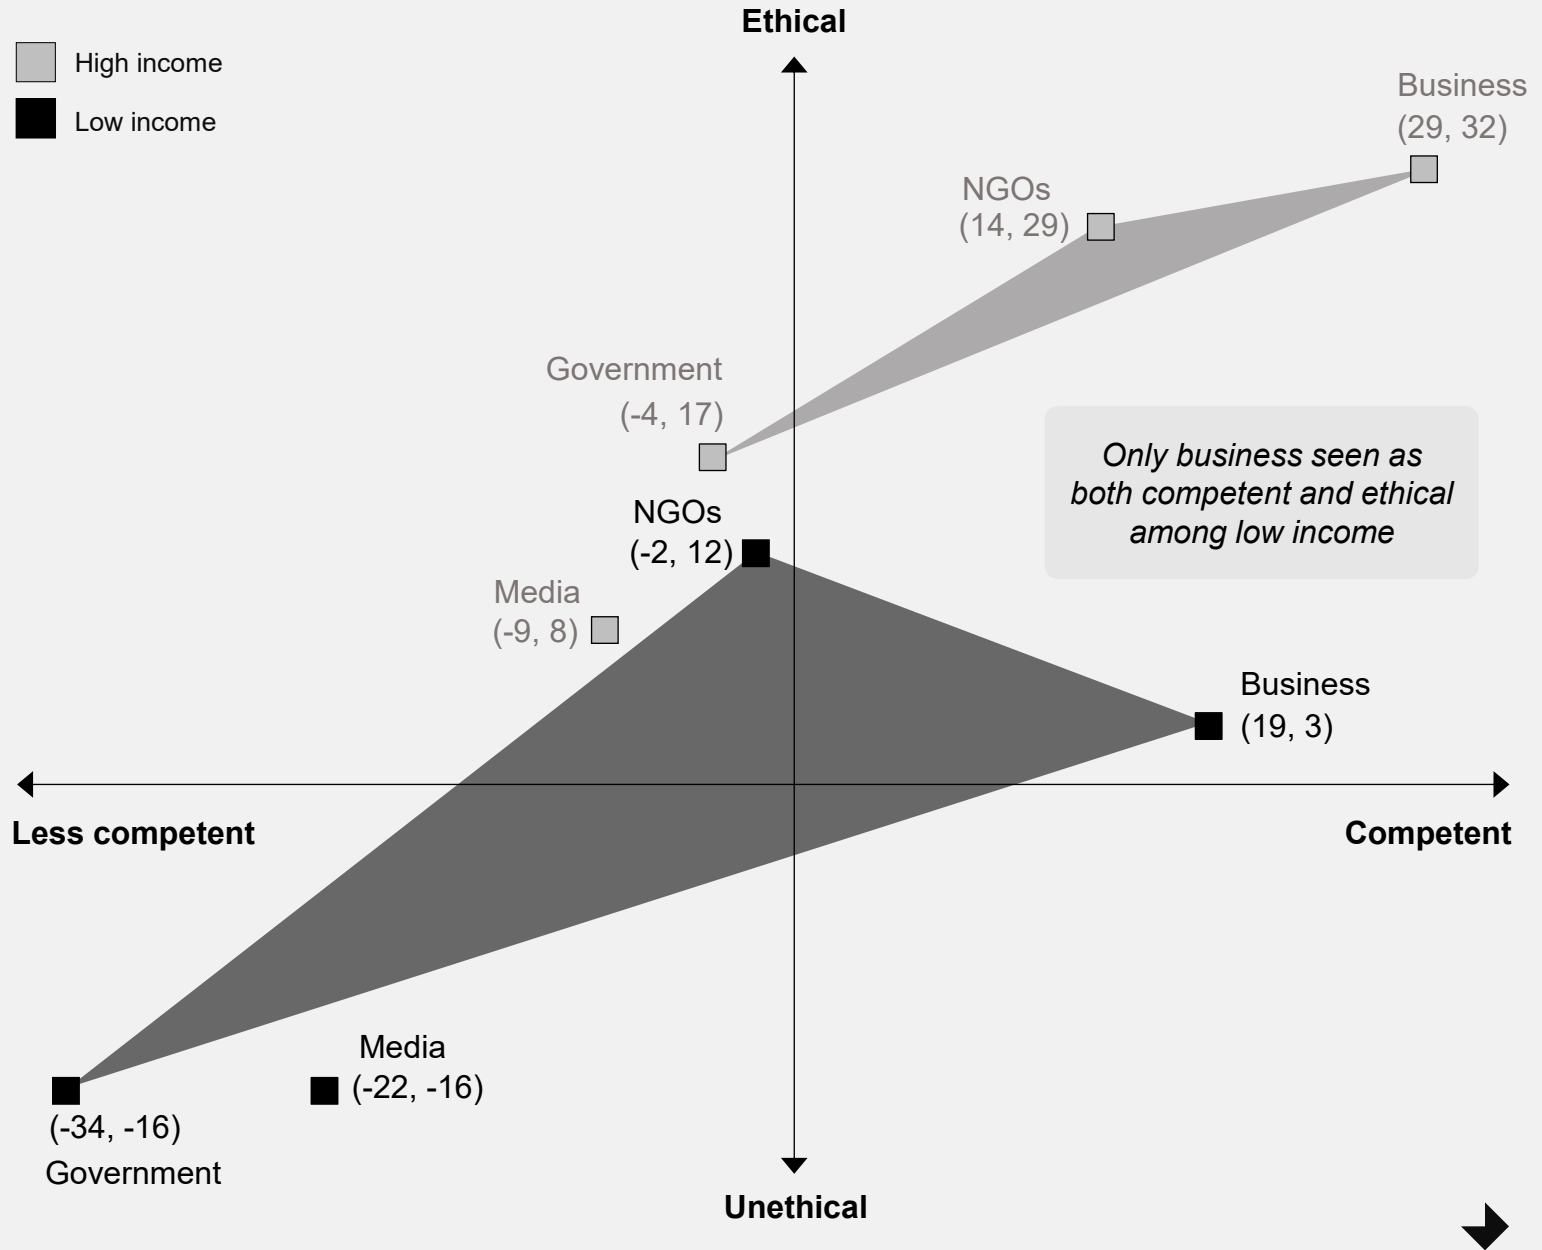 Ethical
High income
Low income
Business
(29, 32)
NGOs
(14, 29)
Government
(-4, 17)
Only business seen as
both competent and ethical
among low income
NGOs
(-2, 12)
Media
(-9, 8)
Business
(19, 3)
Less competent
Competent
Media
(-22, -16)
(-34, -16)
Government
Unethical